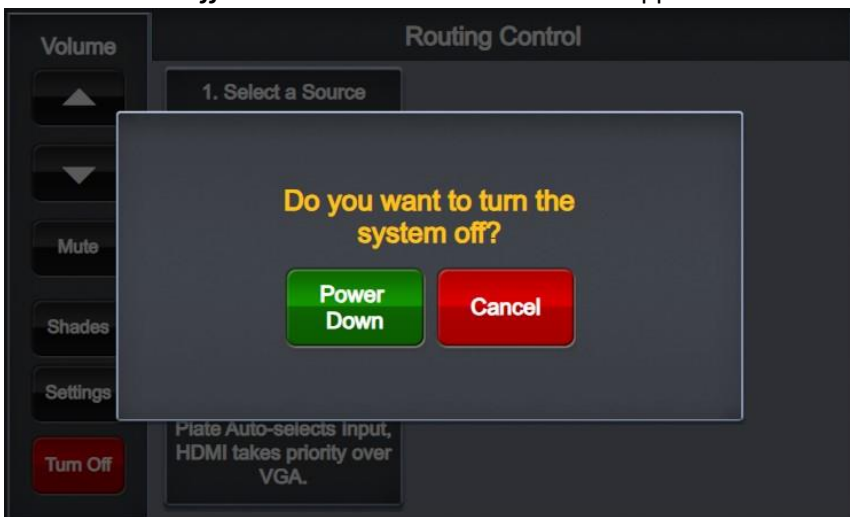 Volume
Routing Control
1. Select a Source
Do you want to turn the
system off?
Mute
Power
Down
Cancel
Shades
Settings
Plate Auto-selects Input,
HDMI takes priority over
VGA.
Turn Off